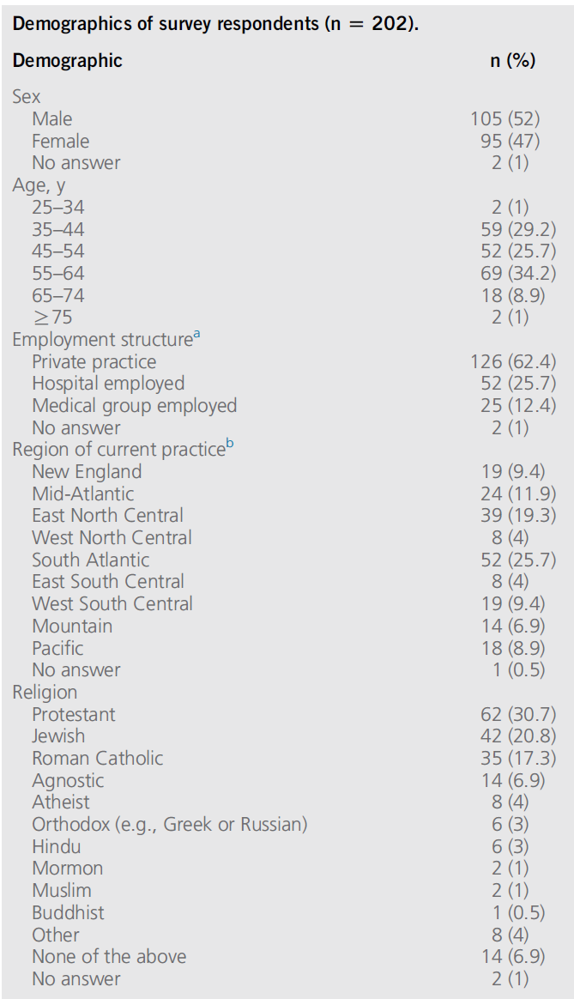 Demographics of survey respondents (n = 202).
Demographic n (%)
Sex
Male 105 (52)
Female 95 (47)
No answer 2 (1)
Age, y
25–34 2 (1)
35–44 59 (29.2)
45–54 52 (25.7)
55–64 69 (34.2)
65–74 18 (8.9)
≥75 2 (1)
Employment structureᵃ
Private practice 126 (62.4)
Hospital employed 52 (25.7)
Medical group employed 25 (12.4)
No answer 2 (1)
Region of current practiceᵇ
New England 19 (9.4)
Mid-Atlantic 24 (11.9)
East North Central 39 (19.3)
West North Central 8 (4)
South Atlantic 52 (25.7)
East South Central 8 (4)
West South Central 19 (9.4)
Mountain 14 (6.9)
Pacific 18 (8.9)
No answer 1 (0.5)
Religion
Protestant 62 (30.7)
Jewish 42 (20.8)
Roman Catholic 35 (17.3)
Agnostic 14 (6.9)
Atheist 8 (4)
Orthodox (e.g., Greek or Russian) 6 (3)
Hindu 6 (3)
Mormon 2 (1)
Muslim 2 (1)
Buddhist 1 (0.5)
Other 8 (4)
None of the above 14 (6.9)
No answer 2 (1)